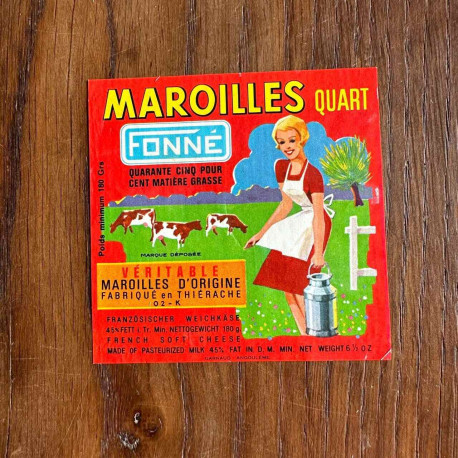 MAROILLES QUART
FONNÉ
QUARANTE CINQ POUR
CENT MATIÈRE GRASSE
Poids minimum 180 Grs
MARQUE DÉPOSÉE
VÉRITABLE
MAROILLES D'ORIGINE
FABRIQUÉ en THIÉRACHE
02-K
FRANZÖSISCHER WEICHKÄSE
45% FETT i. Tr. Min. NETTOGEWICHT 180 g.
FRENCH SOFT CHEESE
MADE OF PASTEURIZED MILK 45% FAT IN D. M. MIN. NET WEIGHT 6 ⅓ OZ